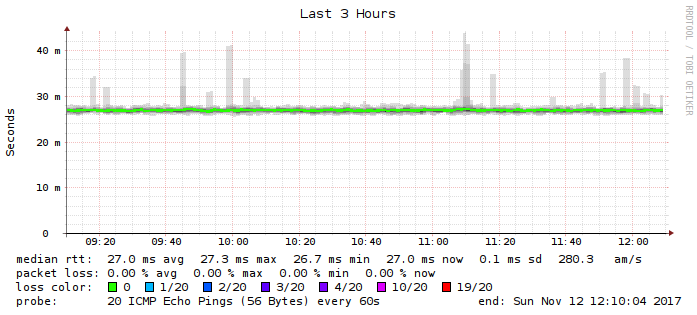 Last 3 Hours
RRDTOOL / TOBI OETIKER
Seconds
40 m
30 m
20 m
10 m
0
09:20 09:40 10:00 10:20 10:40 11:00 11:20 11:40 12:00
median rtt: 27.0 ms avg 27.3 ms max 26.7 ms min 27.0 ms now 0.1 ms sd 280.3 am/s
packet loss: 0.00 % avg 0.00 % max 0.00 % min 0.00 % now
loss color: 0 1/20 2/20 3/20 4/20 10/20 19/20
probe: 20 ICMP Echo Pings (56 Bytes) every 60s end: Sun Nov 12 12:10:04 2017